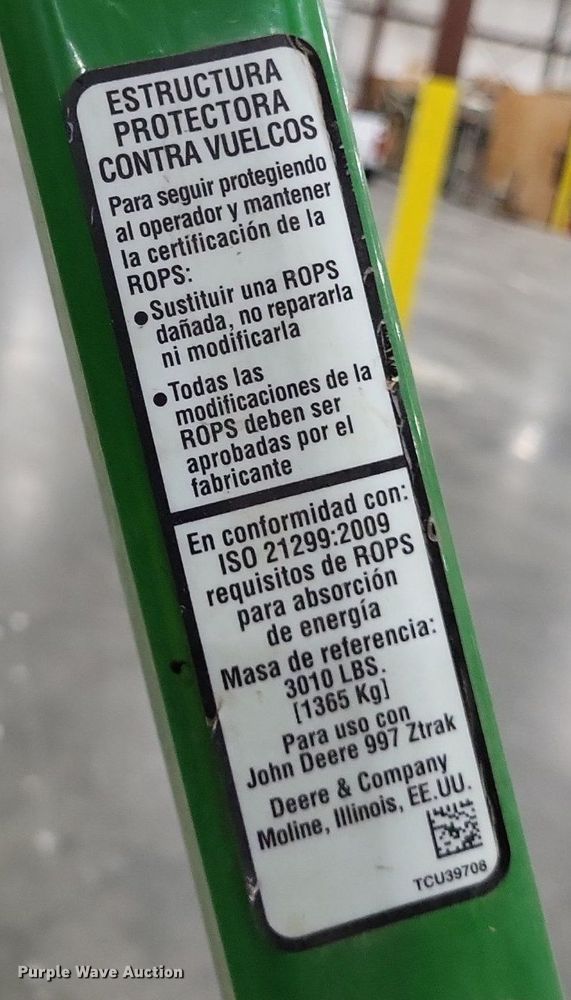 ESTRUCTURA
PROTECTORA
CONTRA VUELCOS
Para seguir protegiendo
al operador y mantener
la certificación de la
ROPS:
●Sustituir una ROPS
dañada, no repararla
ni modificarla
●Todas las
modificaciones de la
ROPS deben ser
aprobadas por el
fabricante
En conformidad con:
ISO 21299:2009
requisitos de ROPS
para absorción
de energía
Masa de referencia:
3010 LBS.
[1365 Kg]
Para uso con
John Deere 997 Ztrak
Deere & Company
Moline, Illinois, EE.UU.
TCU39706
Purple Wave Auction